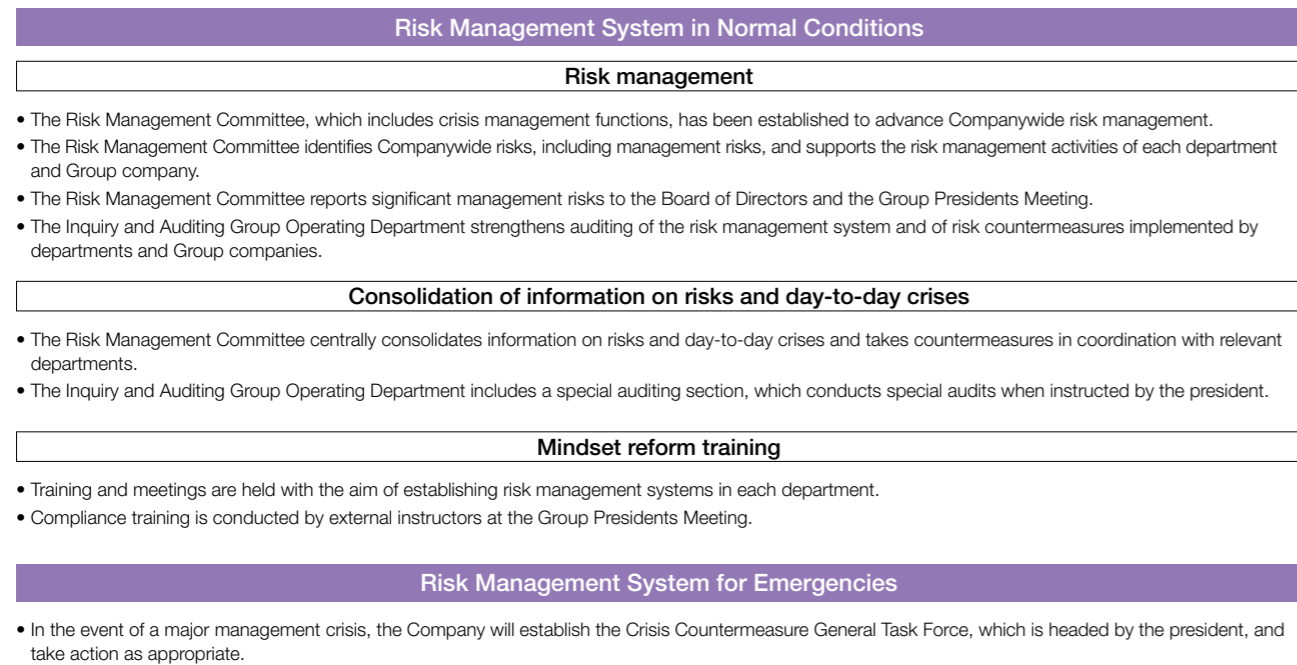 Risk Management System in Normal Conditions
Risk management
• The Risk Management Committee, which includes crisis management functions, has been established to advance Companywide risk management.
• The Risk Management Committee identifies Companywide risks, including management risks, and supports the risk management activities of each department
and Group company.
• The Risk Management Committee reports significant management risks to the Board of Directors and the Group Presidents Meeting.
• The Inquiry and Auditing Group Operating Department strengthens auditing of the risk management system and of risk countermeasures implemented by
departments and Group companies.
Consolidation of information on risks and day-to-day crises
• The Risk Management Committee centrally consolidates information on risks and day-to-day crises and takes countermeasures in coordination with relevant
departments.
• The Inquiry and Auditing Group Operating Department includes a special auditing section, which conducts special audits when instructed by the president.
Mindset reform training
• Training and meetings are held with the aim of establishing risk management systems in each department.
• Compliance training is conducted by external instructors at the Group Presidents Meeting.
Risk Management System for Emergencies
• In the event of a major management crisis, the Company will establish the Crisis Countermeasure General Task Force, which is headed by the president, and
take action as appropriate.